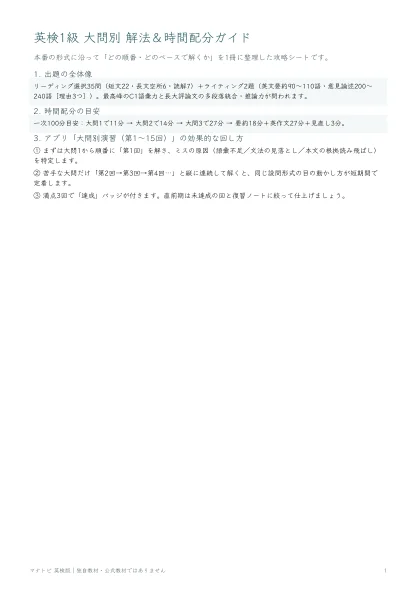 英検1級 大問別 解法＆時間配分ガイド
本番の形式に沿って「どの順番・どのペースで解くか」を1冊に整理した攻略シートです。
1. 出題の全体像
リーディング選択35問（短文22・長文空所6・読解7）＋ライティング2題（英文要約90〜110語・意見論述200〜
240語［理由3つ］）。最高峰のC1語彙力と長大評論文の多段落統合・推論力が問われます。
2. 時間配分の目安
一次100分目安：大問1で11分 → 大問2で14分 → 大問3で27分 → 要約18分＋英作文27分＋見直し3分。
3. アプリ「大問別演習（第1〜15回）」の効果的な回し方
① まずは大問1から順番に「第1回」を解き、ミスの原因（語彙不足／文法の見落とし／本文の根拠読み飛ばし）
を特定します。
② 苦手な大問だけ「第2回→第3回→第4回…」と縦に連続して解くと、同じ設問形式の目の動かし方が短期間で
定着します。
③ 満点3回で「達成」バッジが付きます。直前期は未達成の回と復習ノートに絞って仕上げましょう。
マナトビ 英検部｜独自教材・公式教材ではありません
1